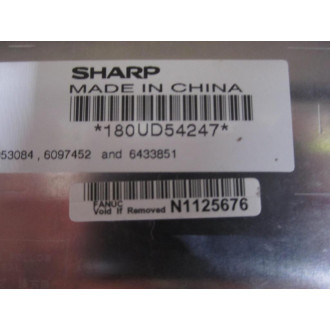 SHARP
MADE IN CHINA
*180UD54247*
53084 , 6097452 and 6433851
FANUC
Void If Removed N1125676